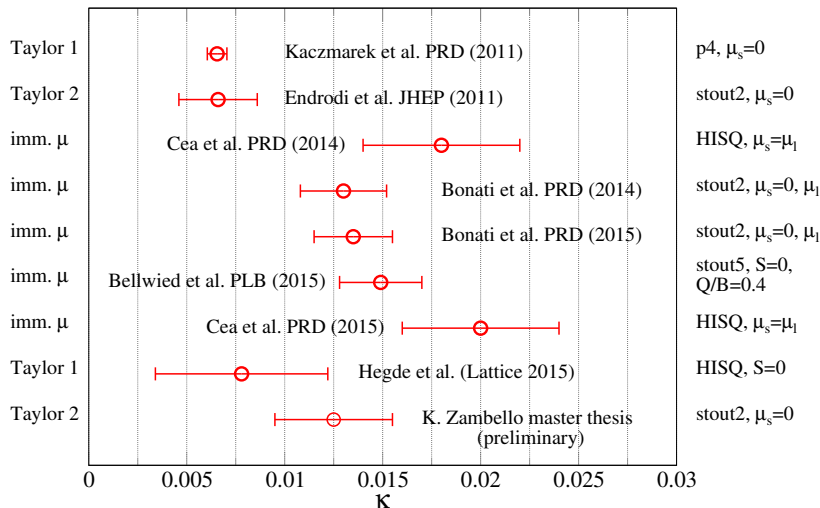 Taylor 1 Kaczmarek et al. PRD (2011) p4, μs=0
Taylor 2 Endrodi et al. JHEP (2011) stout2, μs=0
imm. μ Cea et al. PRD (2014) HISQ, μs=μl
imm. μ Bonati et al. PRD (2014) stout2, μs=0, μl
imm. μ Bonati et al. PRD (2015) stout2, μs=0, μl
imm. μ Bellwied et al. PLB (2015) stout5, S=0,
Q/B=0.4
imm. μ Cea et al. PRD (2015) HISQ, μs=μl
Taylor 1 Hegde et al. (Lattice 2015) HISQ, S=0
Taylor 2 K. Zambello master thesis stout2, μs=0
(preliminary)
0 0.005 0.01 0.015 0.02 0.025 0.03
κ